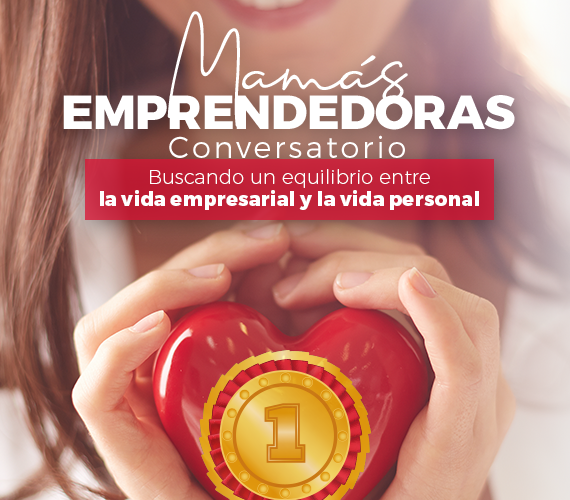 Mamás
EMPRENDEDORAS
Conversatorio
Buscando un equilibrio entre
la vida empresarial y la vida personal
1